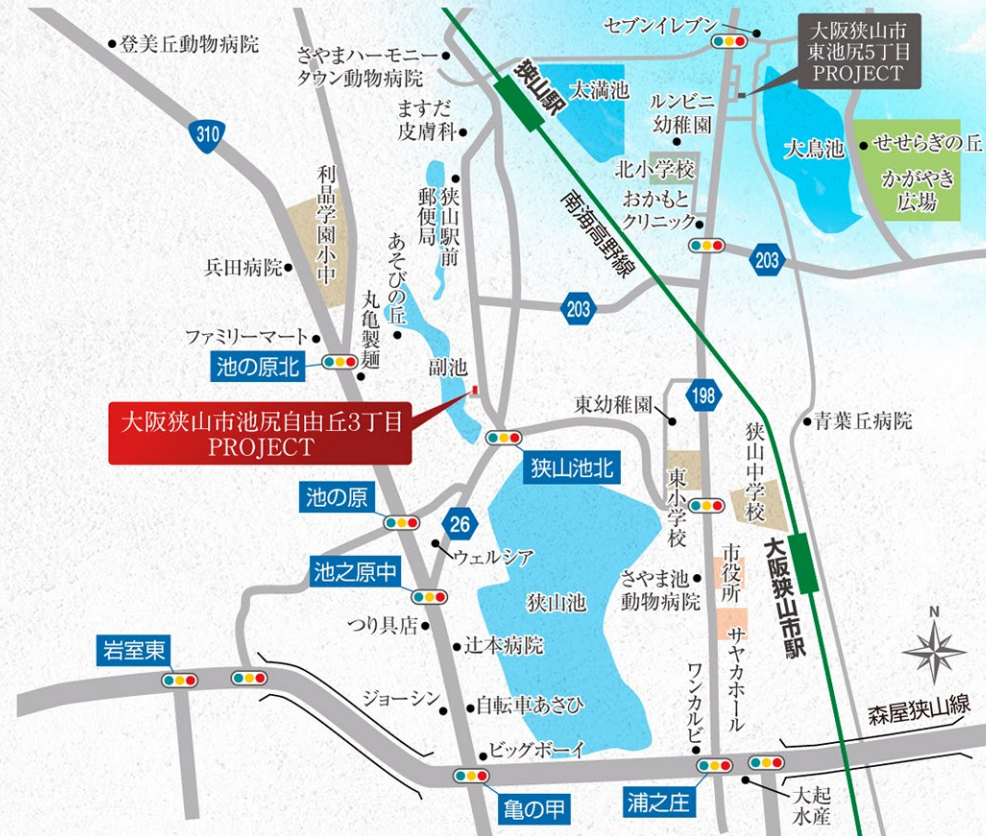 登美丘動物病院
さやまハーモニー
タウン動物病院
ますだ
皮膚科
狭山駅
太満池
セブンイレブン
大阪狭山市
東池尻5丁目
PROJECT
ルンビニ
幼稚園
大鳥池
せせらぎの丘
かがやき
広場
310
利晶学園小中
狭山駅前
郵便局
北小学校
おかもと
クリニック
南海高野線
203
203
兵田病院
あそびの丘
丸亀製麺
ファミリーマート
池の原北
副池
大阪狭山市池尻自由丘3丁目
PROJECT
198
東幼稚園
青葉丘病院
狭山池北
狭山中学校
東小学校
池の原
26
ウェルシア
池之原中
狭山池
さやま池
動物病院
市役所
大阪狭山市駅
つり具店
辻本病院
岩室東
サヤカホール
ワンカルビ
N
ジョーシン
自転車あさひ
森屋狭山線
ビッグボーイ
亀の甲
浦之庄
大起
水産